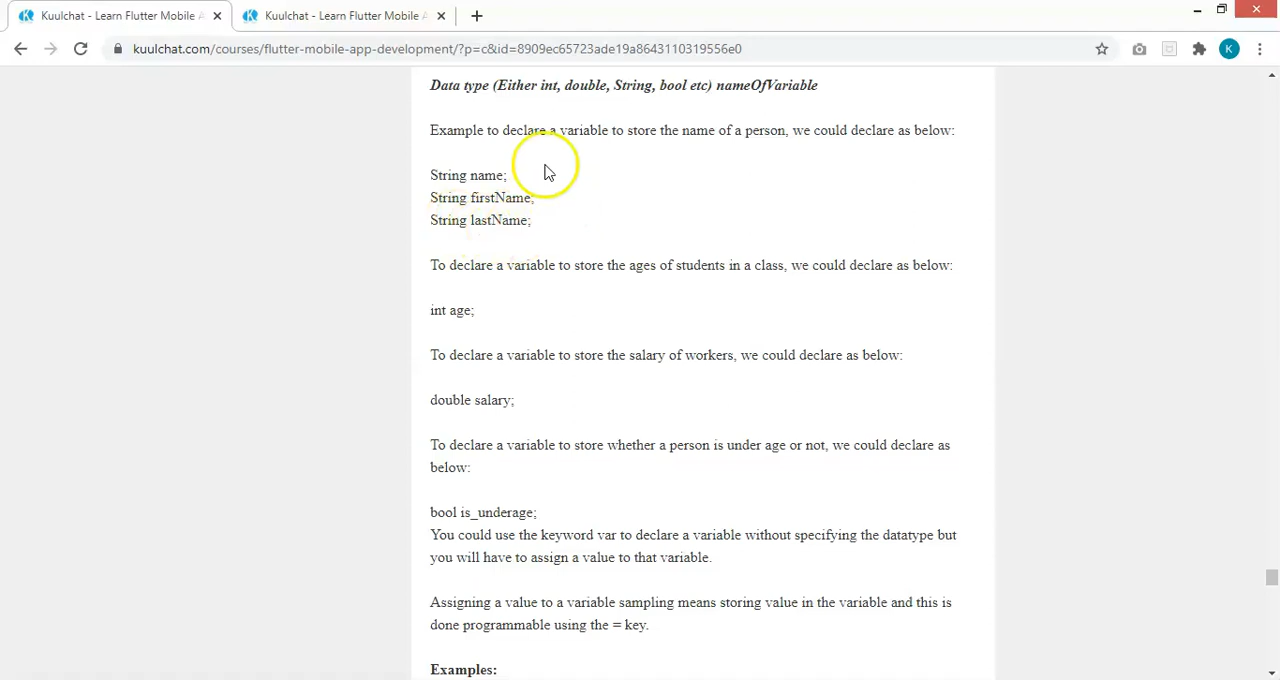 Kuulchat - Learn Flutter Mobile A
Kuulchat - Learn Flutter Mobile A
kuulchat.com/courses/flutter-mobile-app-development/?p=c&id=8909ec65723ade19a8643110319556e0
K
Data type (Either int, double, String, bool etc) nameOfVariable
Example to declare a variable to store the name of a person, we could declare as below:
String name;
String firstName;
String lastName;
To declare a variable to store the ages of students in a class, we could declare as below:
int age;
To declare a variable to store the salary of workers, we could declare as below:
double salary;
To declare a variable to store whether a person is under age or not, we could declare as
below:
bool is_underage;
You could use the keyword var to declare a variable without specifying the datatype but
you will have to assign a value to that variable.
Assigning a value to a variable sampling means storing value in the variable and this is
done programmable using the = key.
Examples: